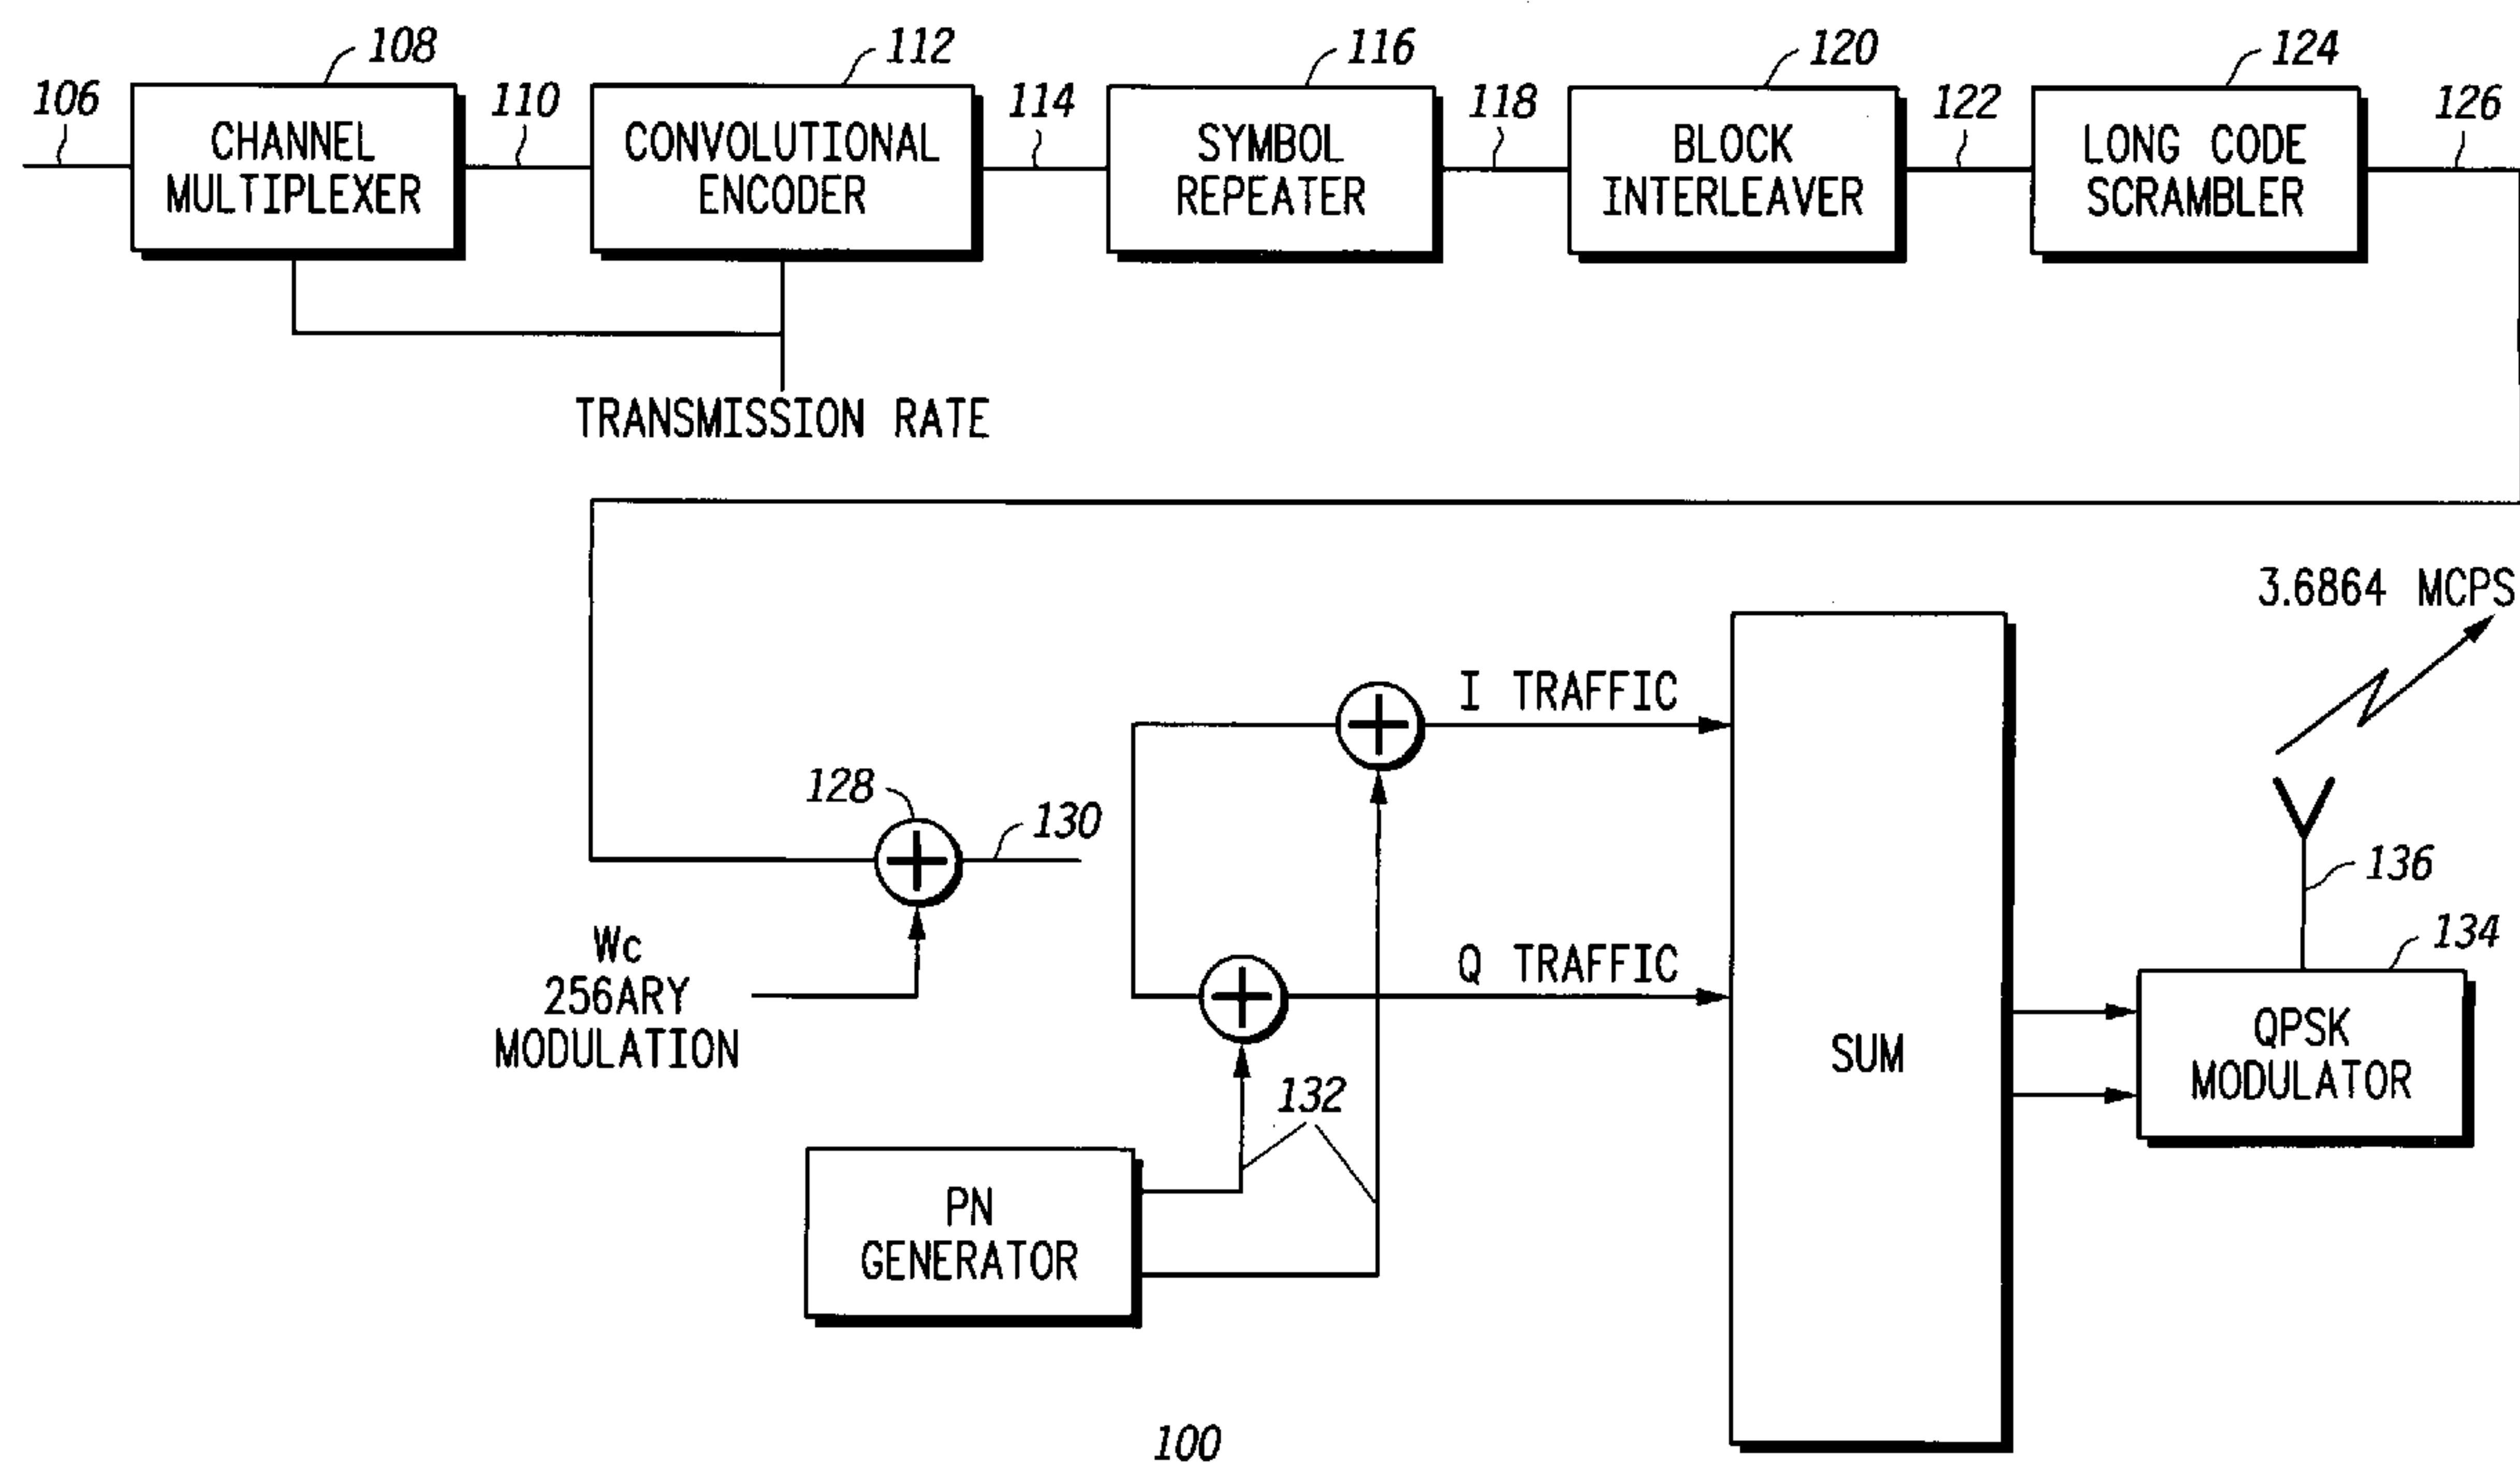 108
112
116
120
124
106
110
114
118
122
126
CHANNEL
MULTIPLEXER
CONVOLUTIONAL
ENCODER
SYMBOL
REPEATER
BLOCK
INTERLEAVER
LONG CODE
SCRAMBLER
TRANSMISSION RATE
3.6864 MCPS
I TRAFFIC
128
130
136
134
Wc
256ARY
MODULATION
Q TRAFFIC
SUM
QPSK
MODULATOR
132
PN
GENERATOR
100